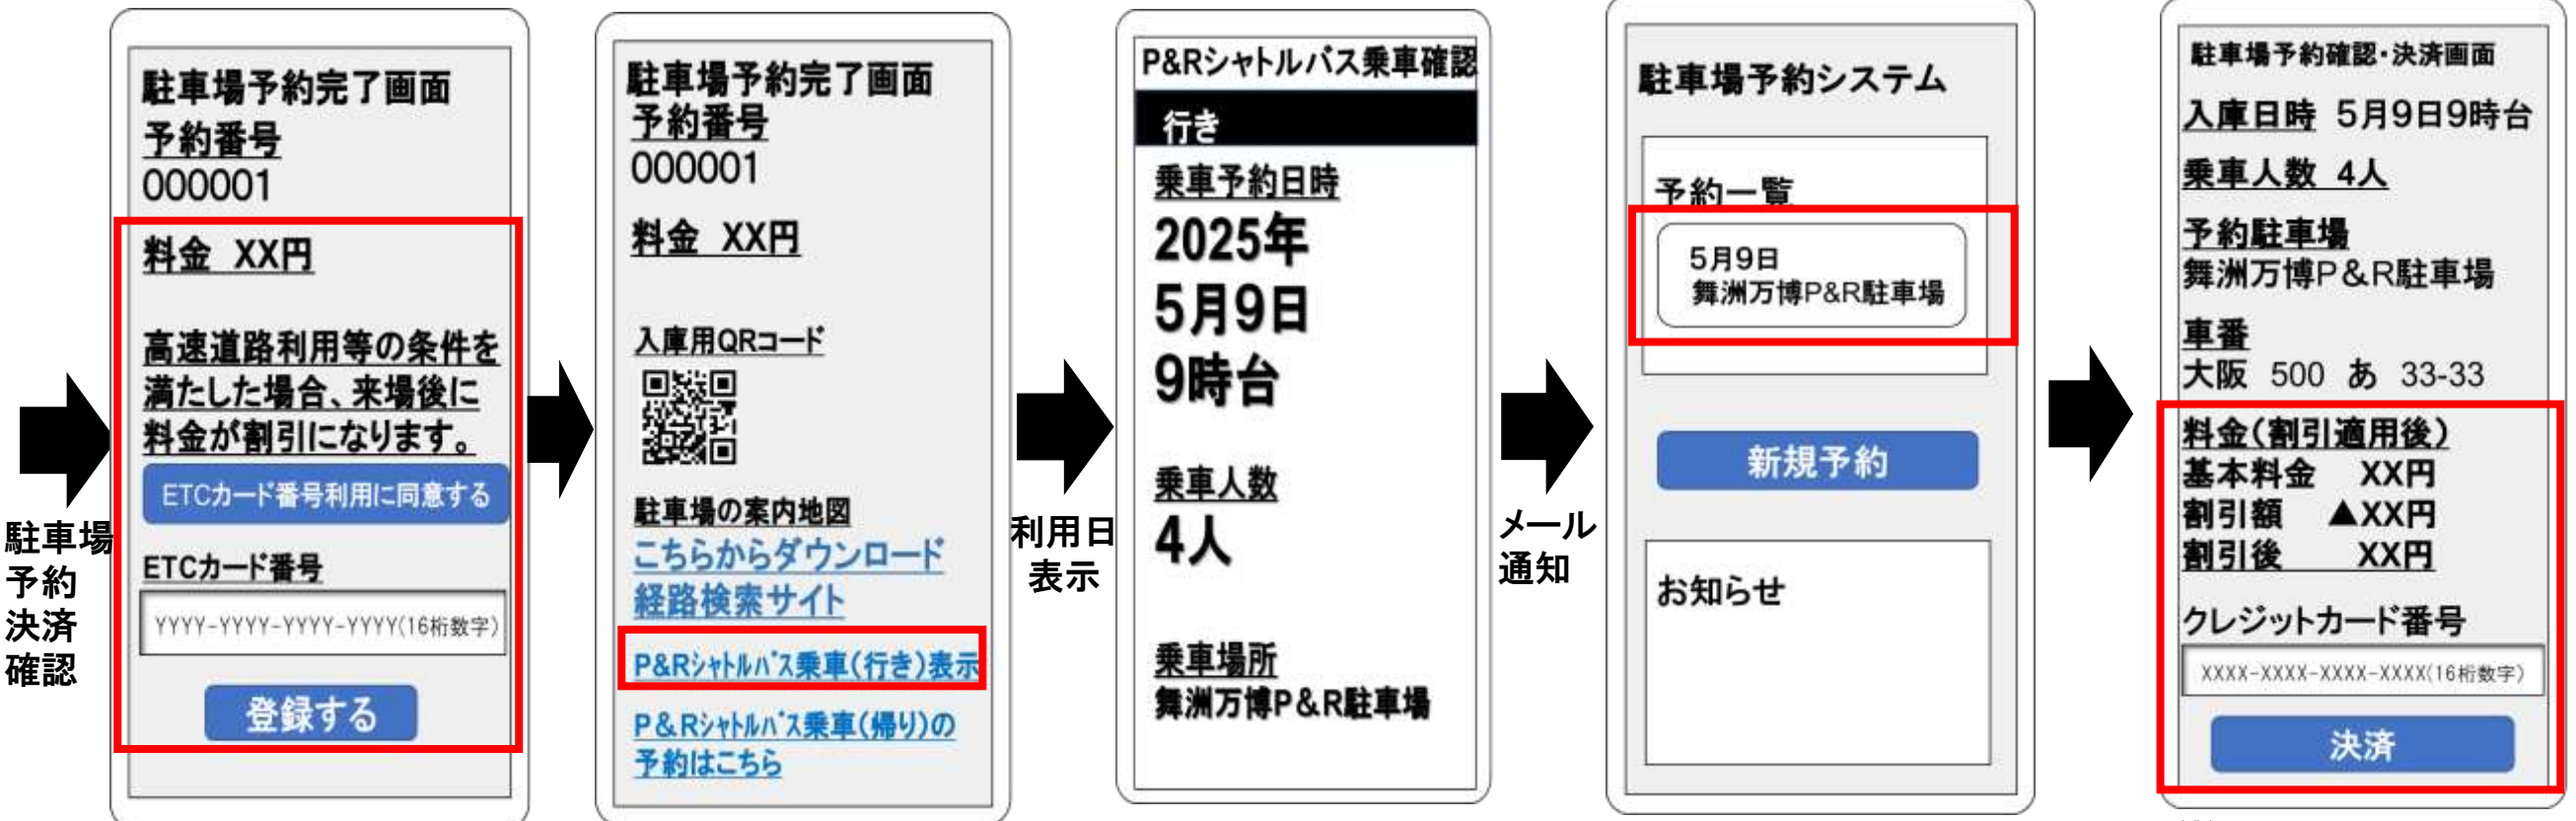 駐車場
予約
決済
確認
駐車場予約完了画面
予約番号
000001
料金 XX円
高速道路利用等の条件を
満たした場合、来場後に
料金が割引になります。
ETCカード番号利用に同意する
ETCカード番号
YYYY-YYYY-YYYY-YYYY(16桁数字)
登録する
駐車場予約完了画面
予約番号
000001
料金 XX円
入庫用QRコード
駐車場の案内地図
こちらからダウンロード
経路検索サイト
P&Rｼｬﾄﾙﾊﾞｽ乗車(行き)表示
P&Rｼｬﾄﾙﾊﾞｽ乗車(帰り)の
予約はこちら
利用日
表示
P&Rシャトルバス乗車確認
行き
乗車予約日時
2025年
5月9日
9時台
乗車人数
4人
乗車場所
舞洲万博P&R駐車場
メール
通知
駐車場予約システム
予約一覧
5月9日
舞洲万博P&R駐車場
新規予約
お知らせ
駐車場予約確認・決済画面
入庫日時 5月9日9時台
乗車人数 4人
予約駐車場
舞洲万博P&R駐車場
車番
大阪 500 あ 33-33
料金(割引適用後)
基本料金 XX円
割引額 ▲XX円
割引後 XX円
クレジットカード番号
XXXX-XXXX-XXXX-XXXX(16桁数字)
決済